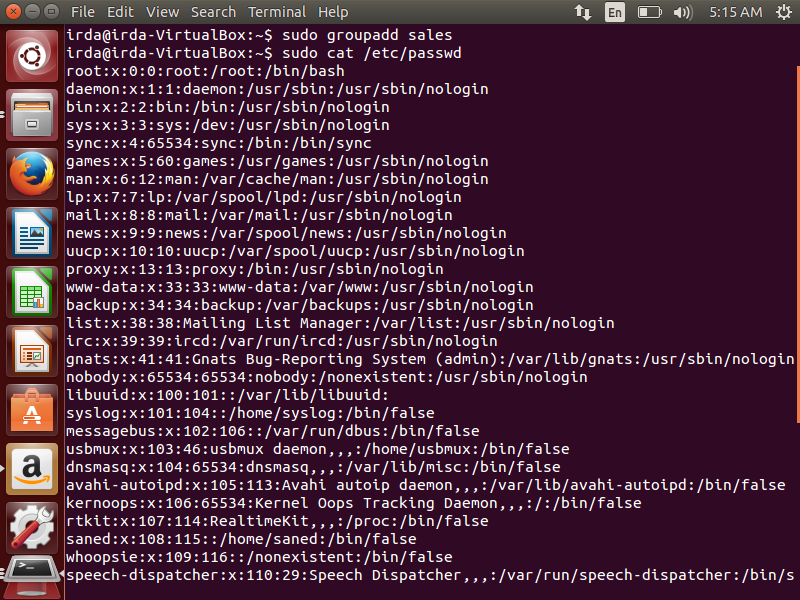 File Edit View Search Terminal Help En 5:15 AM
irda@irda-VirtualBox:~$ sudo groupadd sales
irda@irda-VirtualBox:~$ sudo cat /etc/passwd
root:x:0:0:root:/root:/bin/bash
daemon:x:1:1:daemon:/usr/sbin:/usr/sbin/nologin
bin:x:2:2:bin:/bin:/usr/sbin/nologin
sys:x:3:3:sys:/dev:/usr/sbin/nologin
sync:x:4:65534:sync:/bin:/bin/sync
games:x:5:60:games:/usr/games:/usr/sbin/nologin
man:x:6:12:man:/var/cache/man:/usr/sbin/nologin
lp:x:7:7:lp:/var/spool/lpd:/usr/sbin/nologin
mail:x:8:8:mail:/var/mail:/usr/sbin/nologin
news:x:9:9:news:/var/spool/news:/usr/sbin/nologin
uucp:x:10:10:uucp:/var/spool/uucp:/usr/sbin/nologin
proxy:x:13:13:proxy:/bin:/usr/sbin/nologin
www-data:x:33:33:www-data:/var/www:/usr/sbin/nologin
backup:x:34:34:backup:/var/backups:/usr/sbin/nologin
list:x:38:38:Mailing List Manager:/var/list:/usr/sbin/nologin
irc:x:39:39:ircd:/var/run/ircd:/usr/sbin/nologin
gnats:x:41:41:Gnats Bug-Reporting System (admin):/var/lib/gnats:/usr/sbin/nologin
nobody:x:65534:65534:nobody:/nonexistent:/usr/sbin/nologin
libuuid:x:100:101::/var/lib/libuuid:
syslog:x:101:104::/home/syslog:/bin/false
messagebus:x:102:106::/var/run/dbus:/bin/false
usbmux:x:103:46:usbmux daemon,,,:/home/usbmux:/bin/false
dnsmasq:x:104:65534:dnsmasq,,,:/var/lib/misc:/bin/false
avahi-autoipd:x:105:113:Avahi autoip daemon,,,:/var/lib/avahi-autoipd:/bin/false
kernoops:x:106:65534:Kernel Oops Tracking Daemon,,,:/:/bin/false
rtkit:x:107:114:RealtimeKit,,,:/proc:/bin/false
saned:x:108:115::/home/saned:/bin/false
whoopsie:x:109:116::/nonexistent:/bin/false
speech-dispatcher:x:110:29:Speech Dispatcher,,,:/var/run/speech-dispatcher:/bin/s